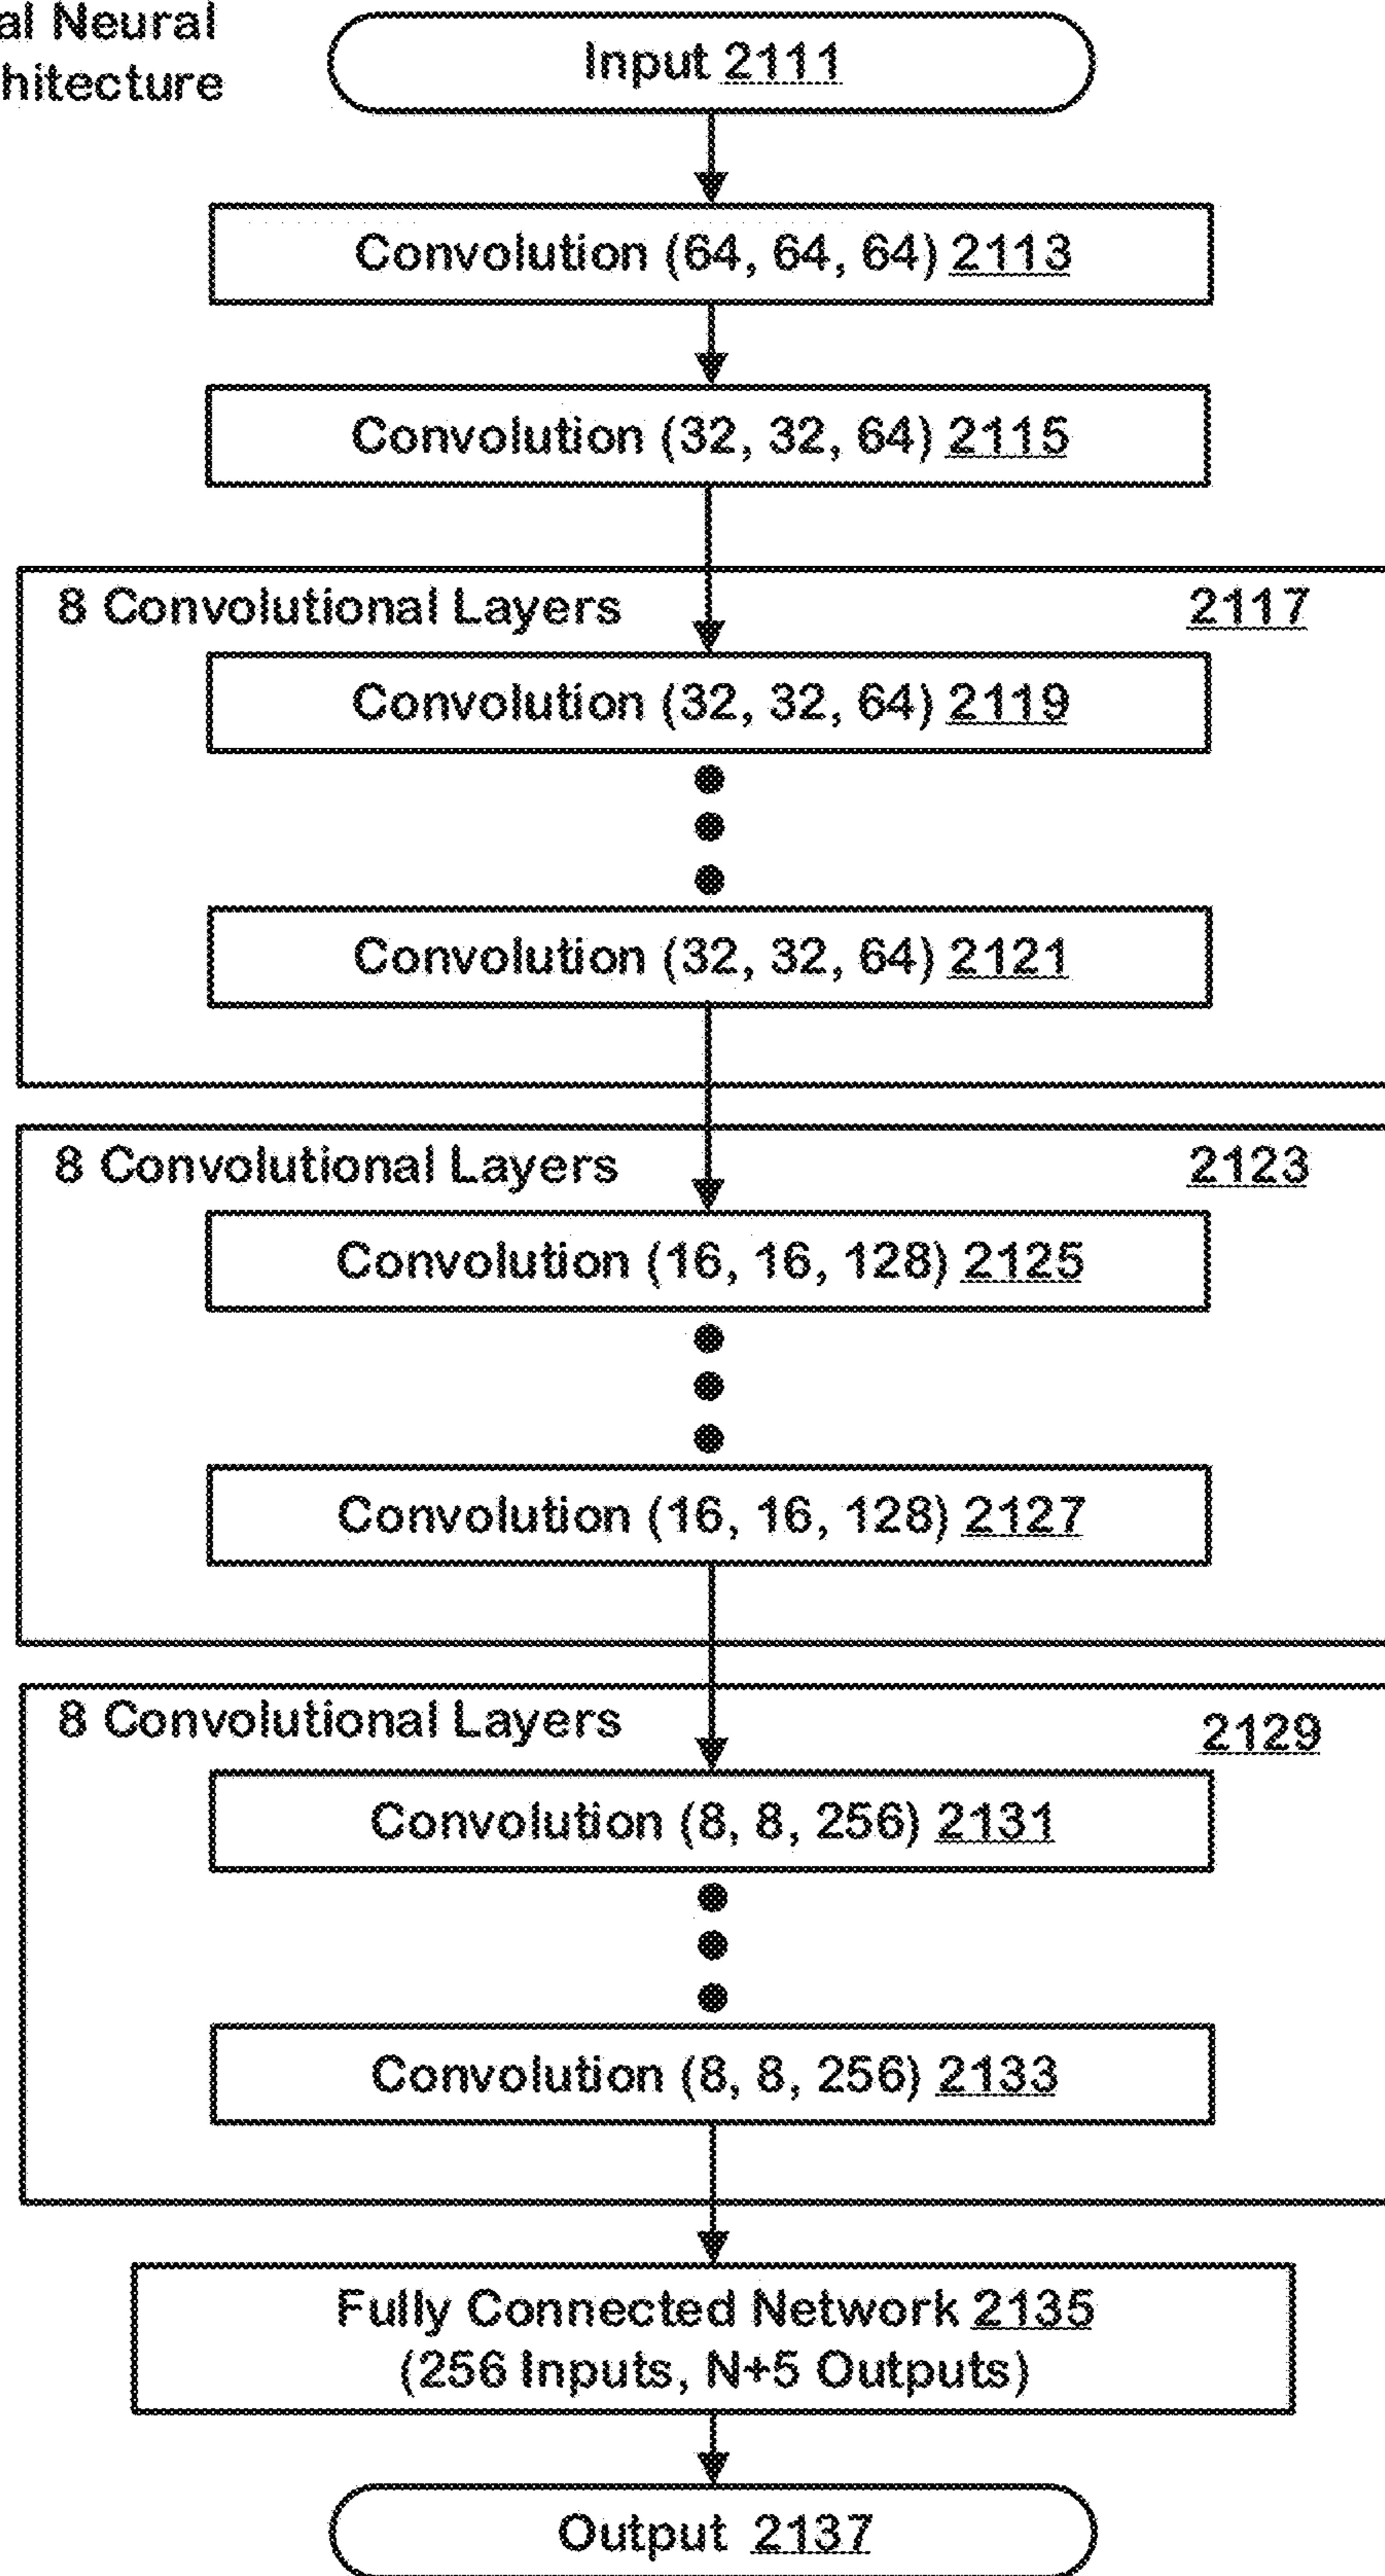 al Neural
hitecture
Input 2111
Convolution (64, 64, 64) 2113
Convolution (32, 32, 64) 2115
8 Convolutional Layers 2117
Convolution (32, 32, 64) 2119
Convolution (32, 32, 64) 2121
8 Convolutional Layers 2123
Convolution (16, 16, 128) 2125
Convolution (16, 16, 128) 2127
8 Convolutional Layers 2129
Convolution (8, 8, 256) 2131
Convolution (8, 8, 256) 2133
Fully Connected Network 2135
(256 Inputs, N+5 Outputs)
Output 2137